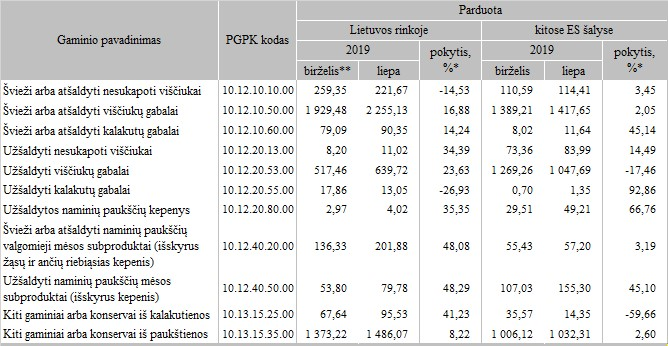 Gaminio pavadinimas PGPK kodas Parduota
Lietuvos rinkoje kitose ES šalyse
2019 pokytis, %* 2019 pokytis, %*
birželis** liepa birželis liepa
Švieži arba atšaldyti nesukapoti viščiukai 10.12.10.10.00 259,35 221,67 -14,53 110,59 114,41 3,45
Švieži arba atšaldyti viščiukų gabalai 10.12.10.50.00 1 929,48 2 255,13 16,88 1 389,21 1 417,65 2,05
Švieži arba atšaldyti kalakutų gabalai 10.12.10.60.00 79,09 90,35 14,24 8,02 11,64 45,14
Užšaldyti nesukapoti viščiukai 10.12.20.13.00 8,20 11,02 34,39 73,36 83,99 14,49
Užšaldyti viščiukų gabalai 10.12.20.53.00 517,46 639,72 23,63 1 269,26 1 047,69 -17,46
Užšaldyti kalakutų gabalai 10.12.20.55.00 17,86 13,05 -26,93 0,70 1,35 92,86
Užšaldytos naminių paukščių kepenys 10.12.20.80.00 2,97 4,02 35,35 29,51 49,21 66,76
Švieži arba atšaldyti naminių paukščių
valgomieji mėsos subproduktai (išskyrus
žąsų ir ančių riebiąsias kepenis) 10.12.40.20.00 136,33 201,88 48,08 55,43 57,20 3,19
Užšaldyti naminių paukščių mėsos
subproduktai (išskyrus kepenis) 10.12.40.50.00 53,80 79,78 48,29 107,03 155,30 45,10
Kiti gaminiai arba konservai iš kalakutienos 10.13.15.25.00 67,64 95,53 41,23 35,57 14,35 -59,66
Kiti gaminiai arba konservai iš paukštienos 10.13.15.35.00 1 373,22 1 486,07 8,22 1 006,12 1 032,31 2,60